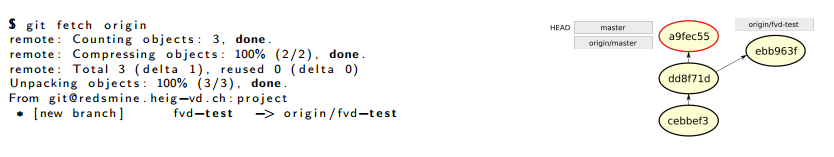 $ git fetch origin
remote: Counting objects: 3, done.
remote: Compressing objects: 100% (2/2), done.
remote: Total 3 (delta 1), reused 0 (delta 0)
Unpacking objects: 100% (3/3), done.
From git@redsmine.heig—vd.ch:project
* [new branch] fvd—test —> origin/fvd—test
HEAD
master
origin/master
a9fec55
origin/fvd-test
ebb963f
dd8f71d
cebbef3